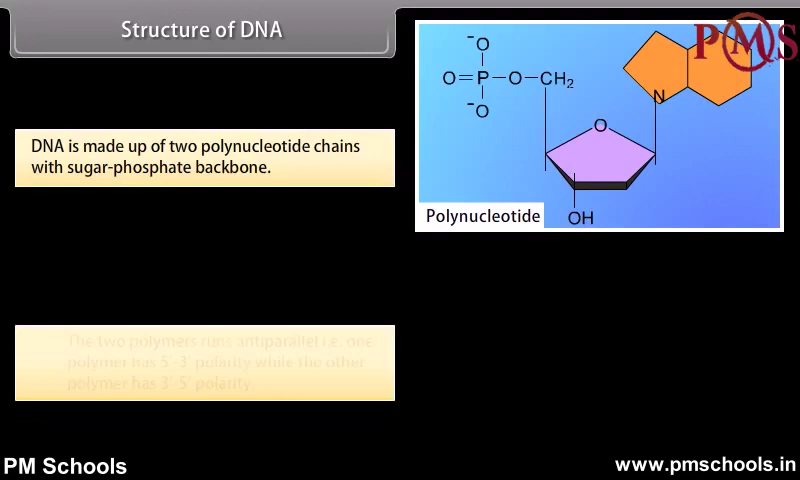 Structure of DNA
PMS
DNA is made up of two polynucleotide chains
with sugar-phosphate backbone.
⁻O
O=P—O—CH₂
⁻O
N
O
OH
Polynucleotide
The two polymers runs antiparallel i.e. one
polymer has 5'-3' polarity while the other
polymer has 3'-5' polarity.
PM Schools
www.pmschools.in